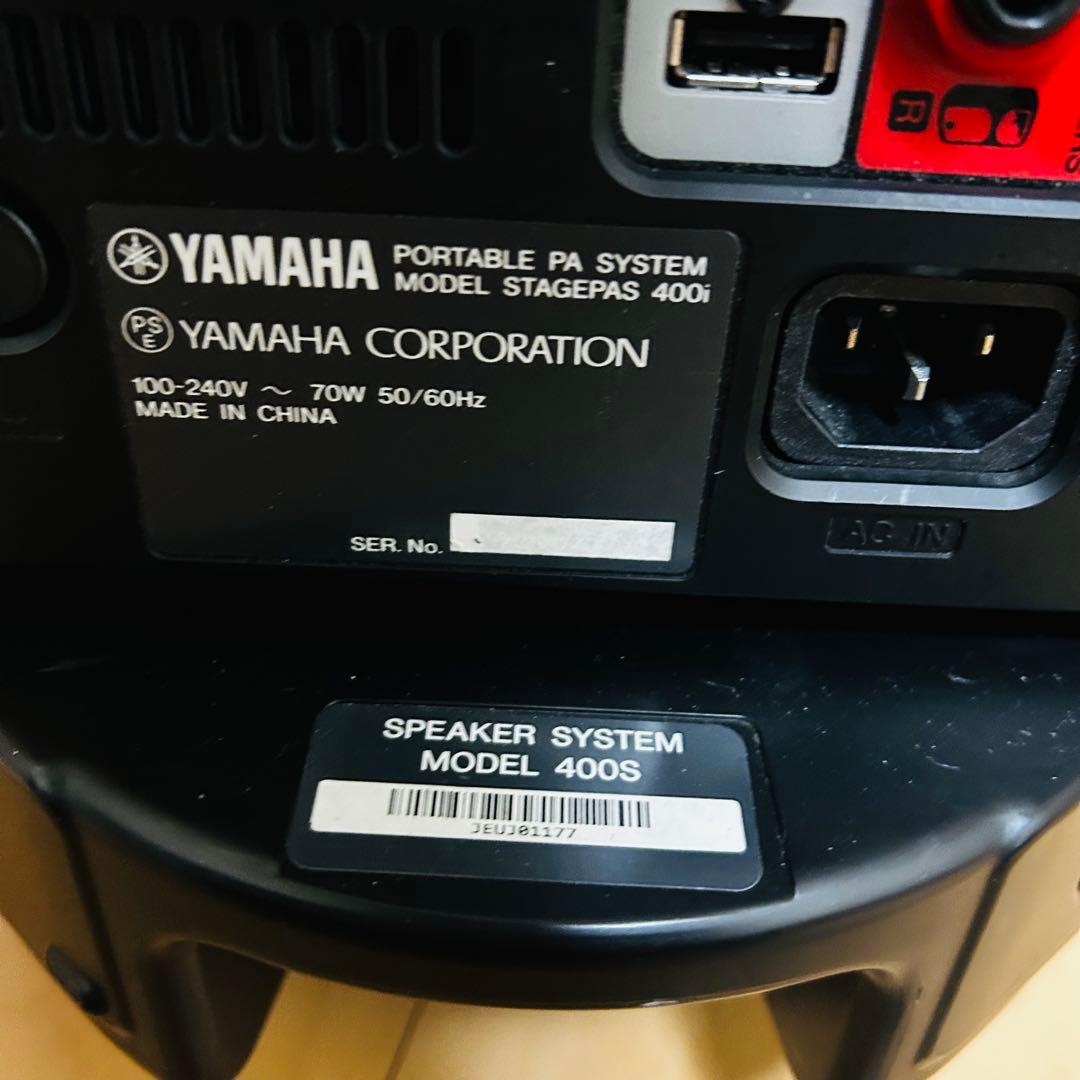 R
YAMAHA PORTABLE PA SYSTEM
MODEL STAGEPAS 400i
PSE YAMAHA CORPORATION
100-240V ～ 70W 50/60Hz
MADE IN CHINA
SER. No.
AC IN
SPEAKER SYSTEM
MODEL 400S
JEUJ01177